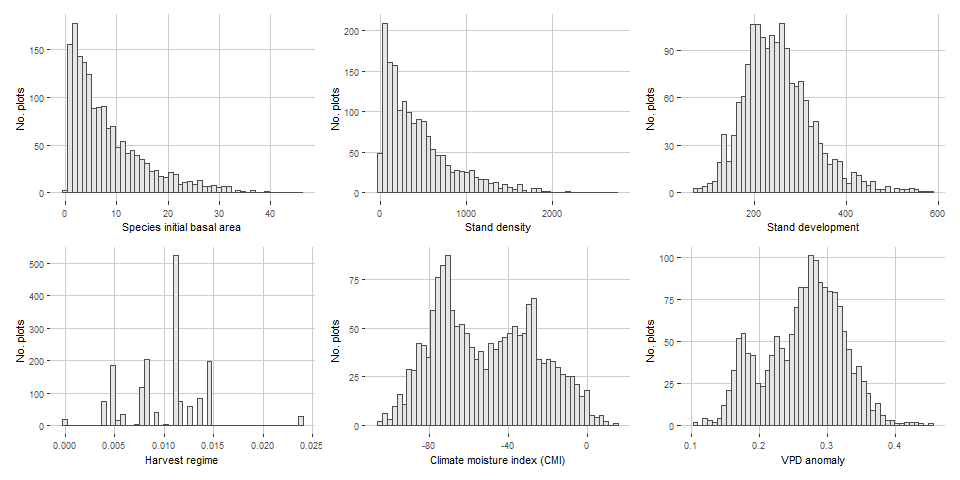 No. plots
150
100
50
0
0 10 20 30 40
Species initial basal area
No. plots
200
150
100
50
0
0 1000 2000
Stand density
No. plots
90
60
30
0
200 400 600
Stand development
No. plots
500
400
300
200
100
0
0.000 0.005 0.010 0.015 0.020 0.025
Harvest regime
No. plots
75
50
25
0
-80 -40 0
Climate moisture index (CMI)
No. plots
100
75
50
25
0
0.1 0.2 0.3 0.4
VPD anomaly